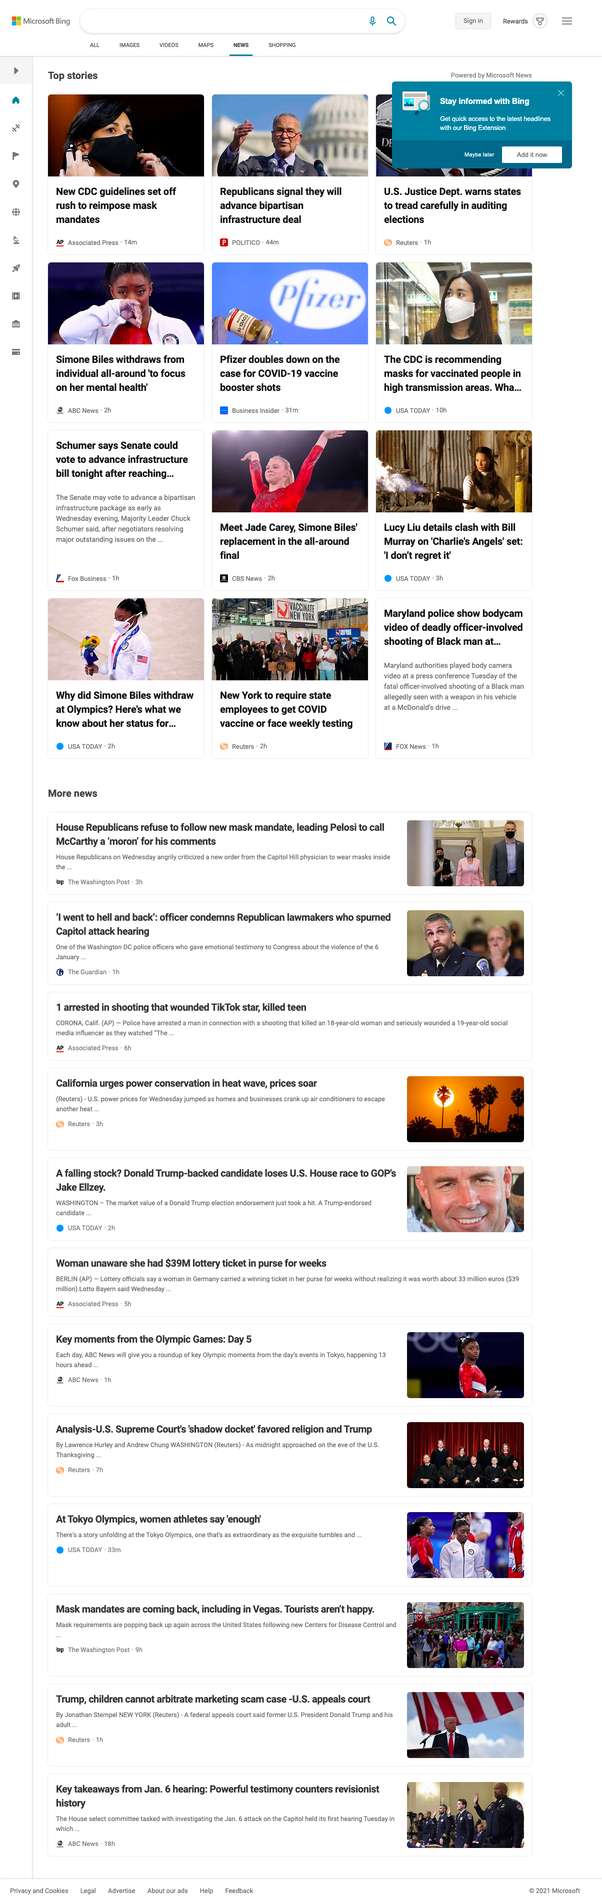 Microsoft Bing
Sign in
Rewards
ALL IMAGES VIDEOS MAPS NEWS SHOPPING
Top stories
Powered by Microsoft News
Stay informed with Bing
Get quick access to the latest headlines
with our Bing Extension
Maybe later
Add it now
New CDC guidelines set off
rush to reimpose mask
mandates
AP Associated Press · 14m
Republicans signal they will
advance bipartisan
infrastructure deal
P POLITICO · 44m
U.S. Justice Dept. warns states
to tread carefully in auditing
elections
Reuters · 1h
Simone Biles withdraws from
individual all-around 'to focus
on her mental health'
ABC News · 2h
Pfizer
Pfizer doubles down on the
case for COVID-19 vaccine
booster shots
Business Insider · 31m
The CDC is recommending
masks for vaccinated people in
high transmission areas. Wha...
USA TODAY · 10h
Schumer says Senate could
vote to advance infrastructure
bill tonight after reaching...
The Senate may vote to advance a bipartisan
infrastructure package as early as
Wednesday evening, Majority Leader Chuck
Schumer said, after negotiators resolving
major outstanding issues on the ...
Fox Business · 1h
Meet Jade Carey, Simone Biles'
replacement in the all-around
final
CBS News · 2h
Lucy Liu details clash with Bill
Murray on 'Charlie's Angels' set:
'I don't regret it'
USA TODAY · 3h
Why did Simone Biles withdraw
at Olympics? Here's what we
know about her status for...
USA TODAY · 2h
VACCINATE
NEW YORK
New York to require state
employees to get COVID
vaccine or face weekly testing
Reuters · 2h
Maryland police show bodycam
video of deadly officer-involved
shooting of Black man at...
Maryland authorities played body camera
video at a press conference Tuesday of the
fatal officer-involved shooting of a Black man
allegedly seen with a weapon in his vehicle
at a McDonald's drive ...
FOX News · 1h
More news
House Republicans refuse to follow new mask mandate, leading Pelosi to call
McCarthy a ‘moron’ for his comments
House Republicans on Wednesday angrily criticized a new order from the Capitol Hill physician to wear masks inside
the ...
wp The Washington Post · 3h
‘I went to hell and back’: officer condemns Republican lawmakers who spurned
Capitol attack hearing
One of the Washington DC police officers who gave emotional testimony to Congress about the violence of the 6
January ...
The Guardian · 1h
1 arrested in shooting that wounded TikTok star, killed teen
CORONA, Calif. (AP) — Police have arrested a man in connection with a shooting that killed an 18-year-old woman and seriously wounded a 19-year-old social
media influencer as they watched "The ...
AP Associated Press · 6h
California urges power conservation in heat wave, prices soar
(Reuters) - U.S. power prices for Wednesday jumped as homes and businesses crank up air conditioners to escape
another heat ...
Reuters · 3h
A falling stock? Donald Trump-backed candidate loses U.S. House race to GOP's
Jake Ellzey.
WASHINGTON – The market value of a Donald Trump election endorsement just took a hit. A Trump-endorsed
candidate ...
USA TODAY · 2h
Woman unaware she had $39M lottery ticket in purse for weeks
BERLIN (AP) — Lottery officials say a woman in Germany carried a winning ticket in her purse for weeks without realizing it was worth about 33 million euros ($39
million).Lotto Bayern said Wednesday ...
AP Associated Press · 5h
Key moments from the Olympic Games: Day 5
Each day, ABC News will give you a roundup of key Olympic moments from the day's events in Tokyo, happening 13
hours ahead ...
ABC News · 1h
Analysis-U.S. Supreme Court's 'shadow docket' favored religion and Trump
By Lawrence Hurley and Andrew Chung WASHINGTON (Reuters) - As midnight approached on the eve of the U.S.
Thanksgiving ...
Reuters · 7h
At Tokyo Olympics, women athletes say 'enough'
There's a story unfolding at the Tokyo Olympics, one that's as extraordinary as the exquisite tumbles and ...
USA TODAY · 33m
Mask mandates are coming back, including in Vegas. Tourists aren’t happy.
Mask requirements are popping back up again across the United States following new Centers for Disease Control and
...
wp The Washington Post · 9h
Trump, children cannot arbitrate marketing scam case -U.S. appeals court
By Jonathan Stempel NEW YORK (Reuters) - A federal appeals court said former U.S. President Donald Trump and his
adult ...
Reuters · 1h
Key takeaways from Jan. 6 hearing: Powerful testimony counters revisionist
history
The House select committee tasked with investigating the Jan. 6 attack on the Capitol held its first hearing Tuesday in
which ...
ABC News · 18h
Privacy and Cookies Legal Advertise About our ads Help Feedback © 2021 Microsoft